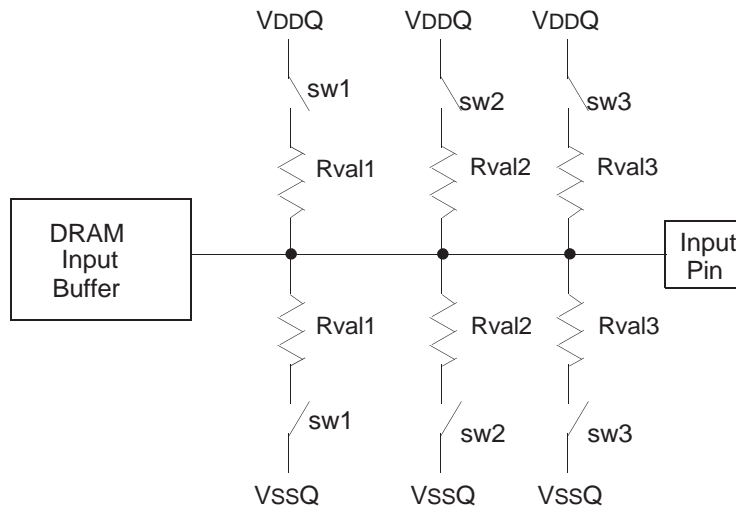 VDDQ VDDQ VDDQ
sw1 sw2 sw3
Rval1 Rval2 Rval3
DRAM
Input
Buffer
Input
Pin
Rval1 Rval2 Rval3
sw1 sw2 sw3
VSSQ VSSQ VSSQ